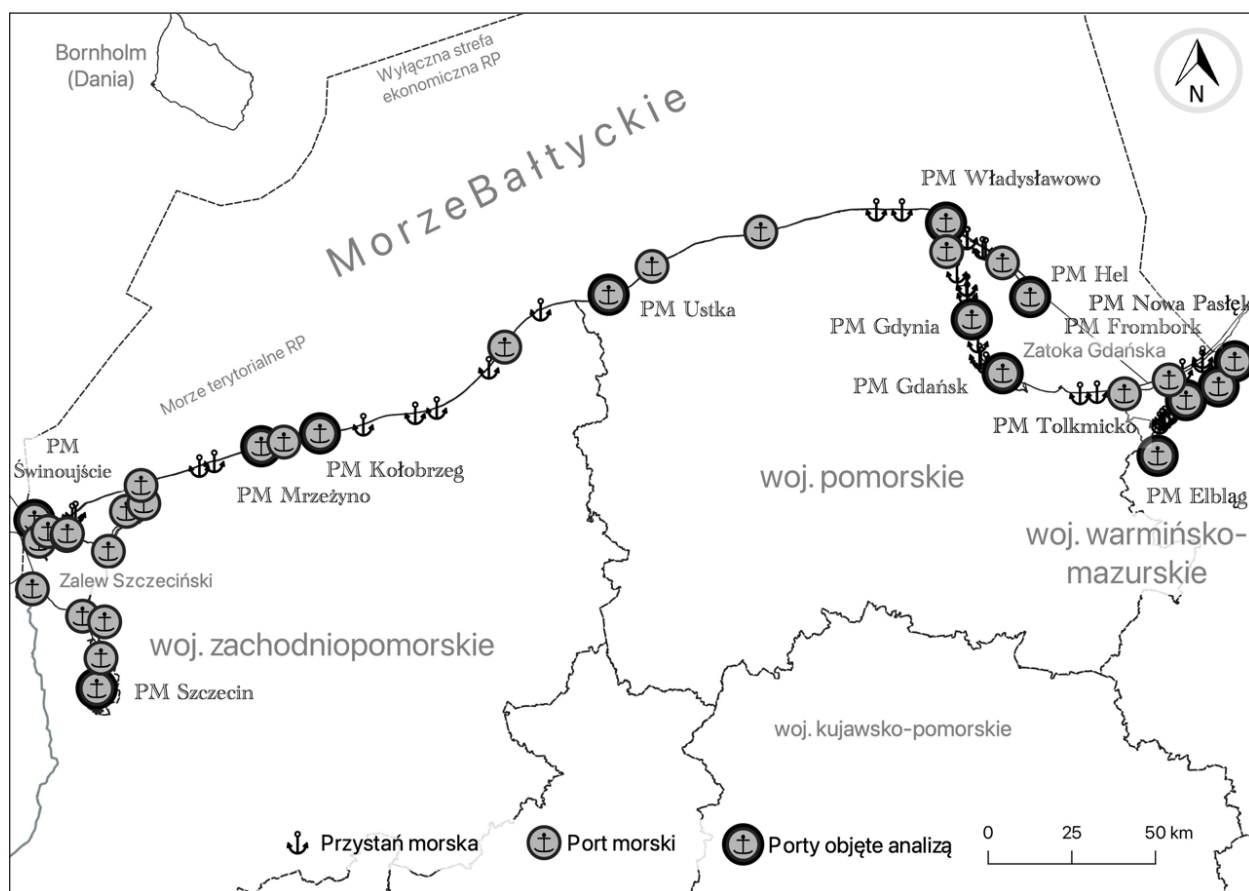 Bornholm
(Dania)
Wyłączna strefa
ekonomiczna RP
N
MorzeBałtyckie
PM Władysławowo
PM Hel
PM Ustka
PM Nowa Pasłęk
PM Gdynia
PM Frombork
Zatoka Gdańska
Morze terytorialne RP
PM Gdańsk
PM Tolkmicko
PM
Świnoujście
PM Kołobrzeg
PM Mrzeżyno
woj. pomorskie
PM Elbląg
woj. warmińsko-
mazurskie
Zalew Szczeciński
woj. zachodniopomorskie
PM Szczecin
woj. kujawsko-pomorskie
Przystań morska
Port morski
Porty objęte analizą
0 25 50 km